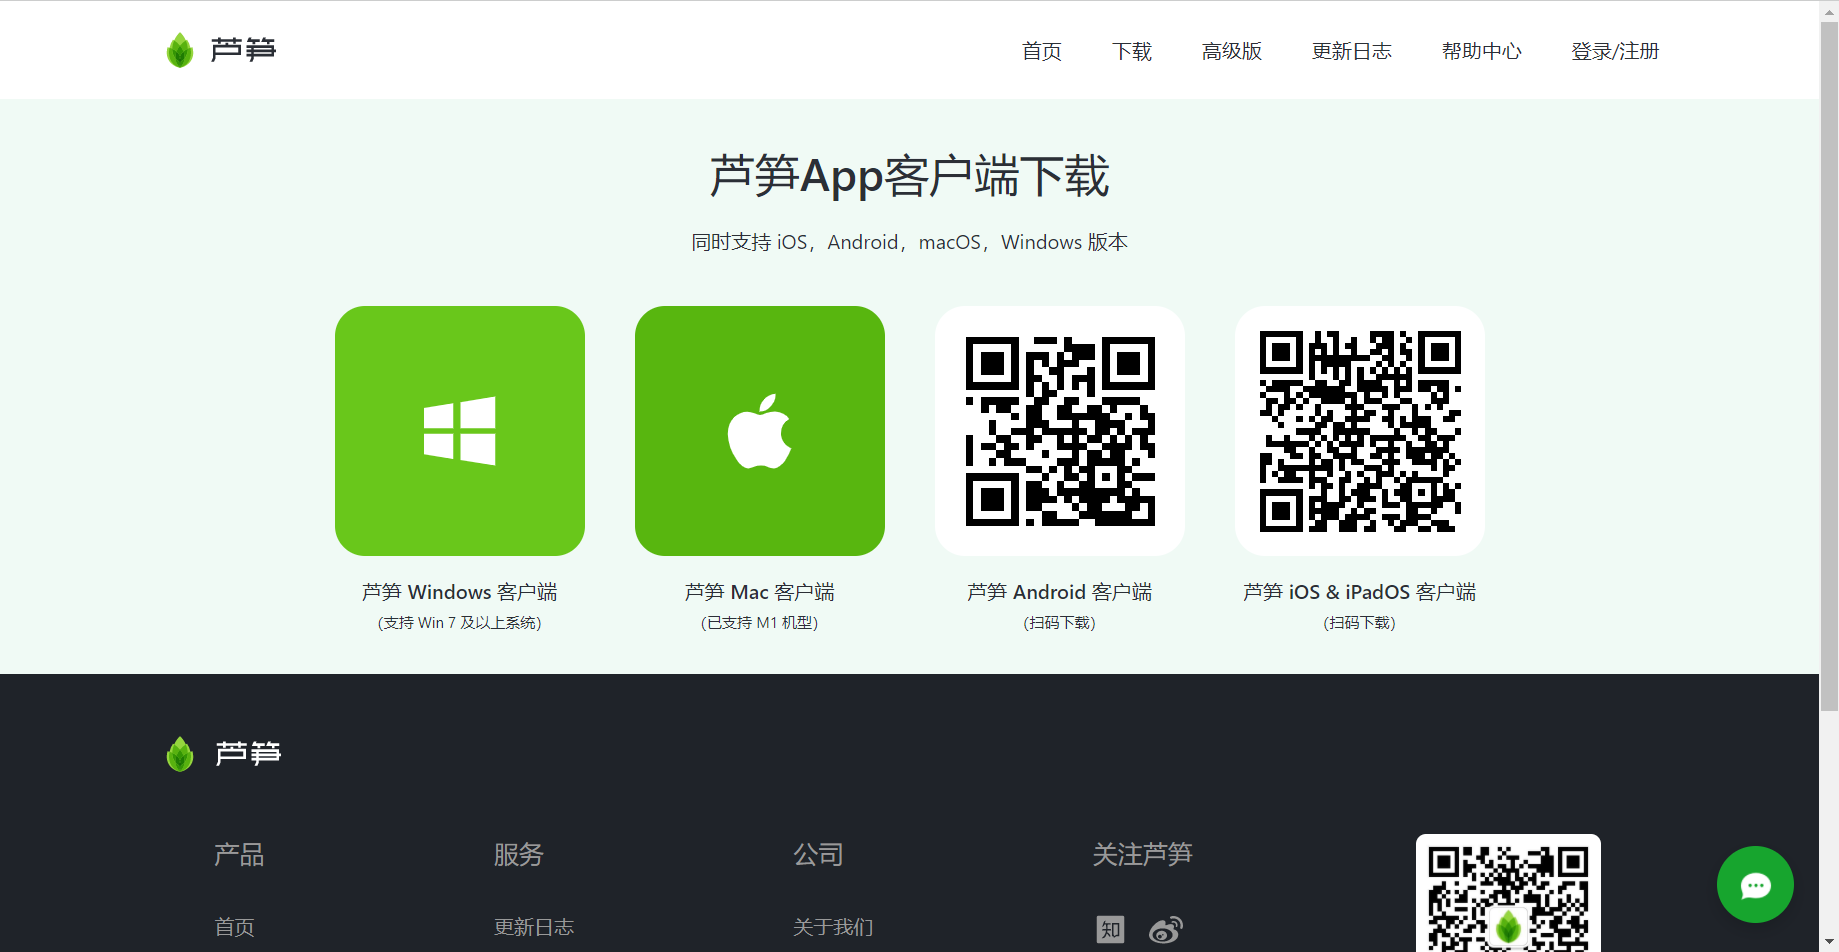 芦笋
首页 下载 高级版 更新日志 帮助中心 登录/注册
芦笋App客户端下载
同时支持 iOS，Android，macOS，Windows 版本
芦笋 Windows 客户端
(支持 Win 7 及以上系统)
芦笋 Mac 客户端
(已支持 M1 机型)
芦笋 Android 客户端
(扫码下载)
芦笋 iOS & iPadOS 客户端
(扫码下载)
芦笋
产品 服务 公司 关注芦笋
首页 更新日志 关于我们 知